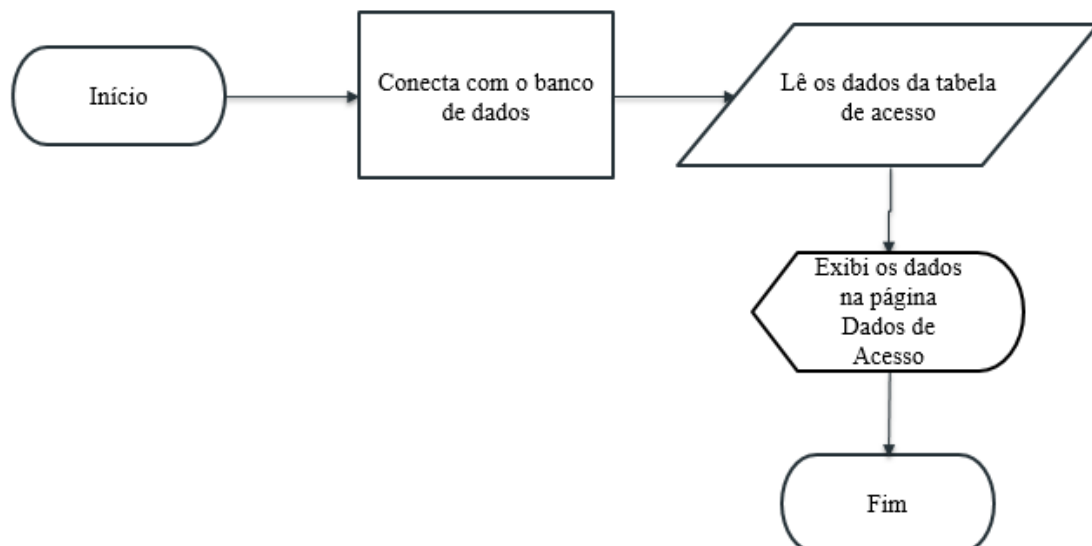 Início
Conecta com o banco
de dados
Lê os dados da tabela
de acesso
Exibi os dados
na página
Dados de
Acesso
Fim